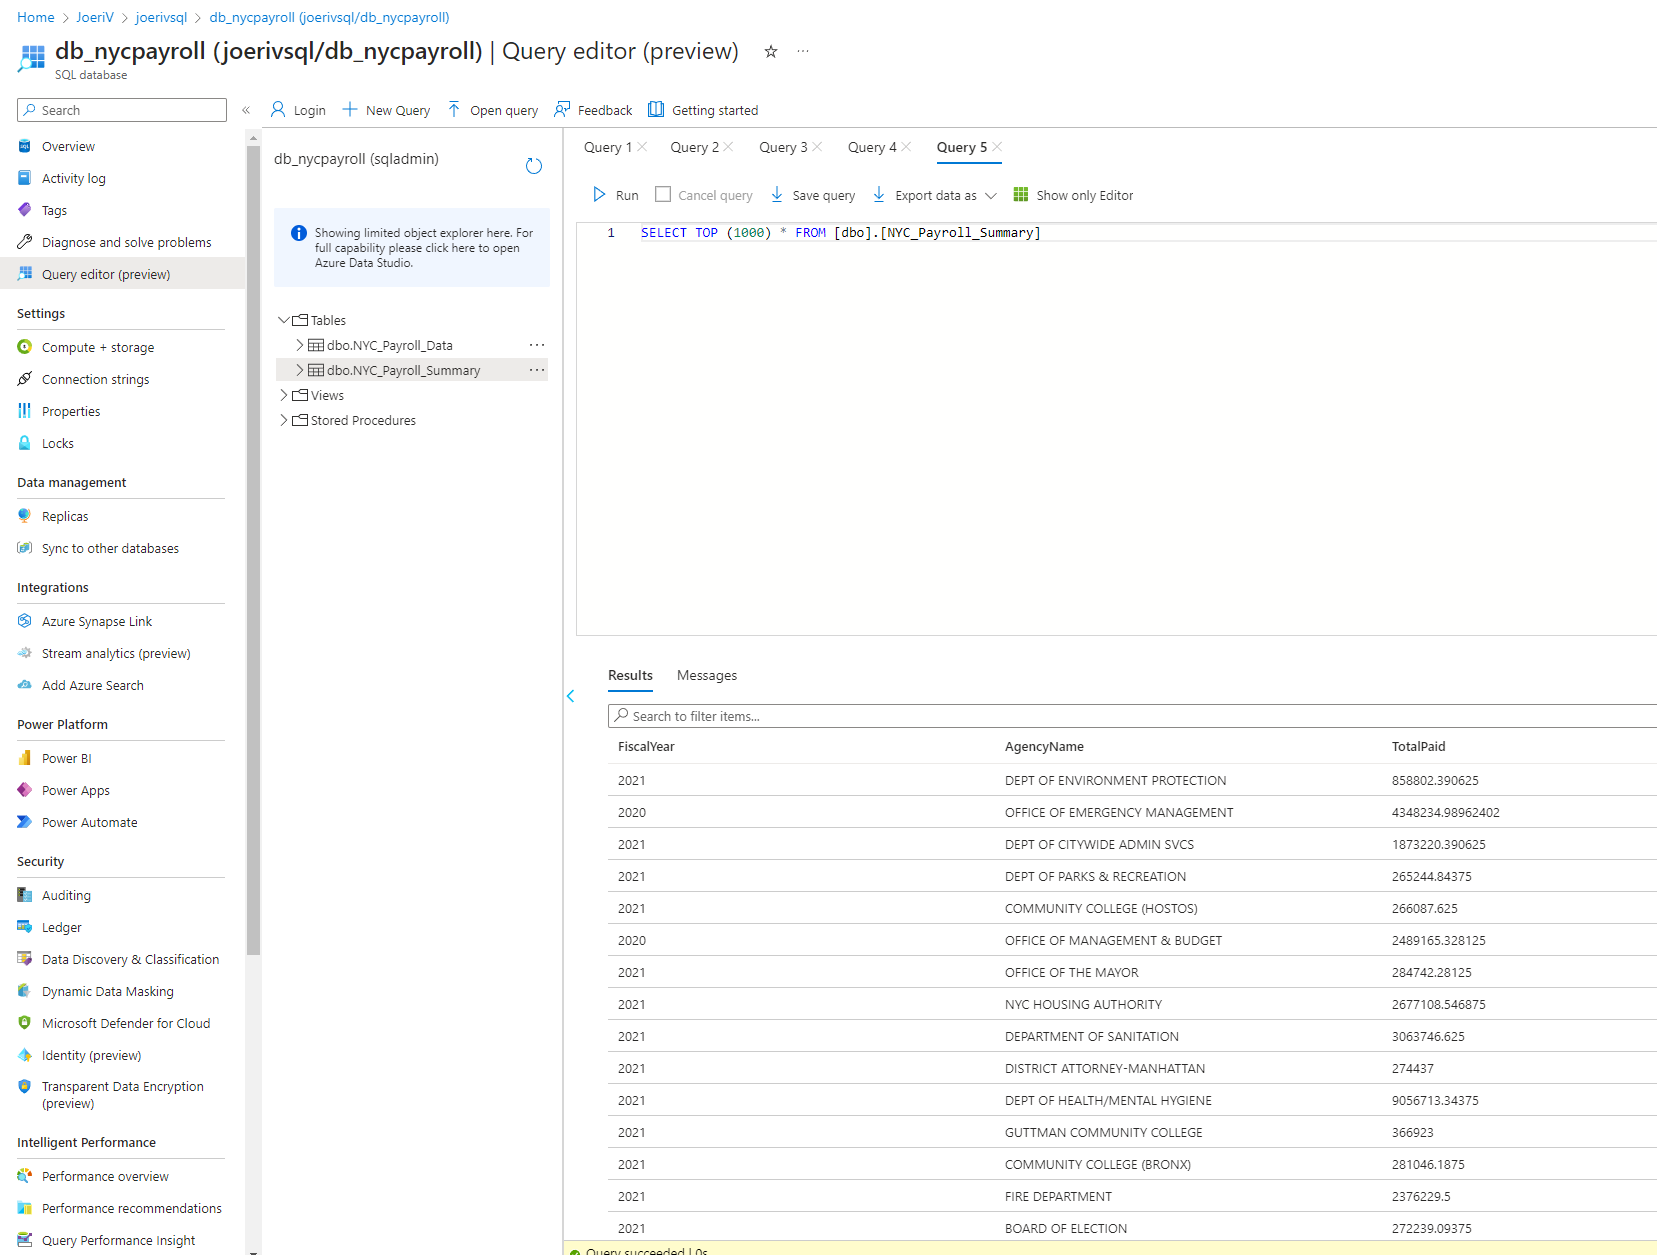 Home > JoeriV > joerivsql > db_nycpayroll (joerivsql/db_nycpayroll)
db_nycpayroll (joerivsql/db_nycpayroll) | Query editor (preview)
SQL database
Search
Overview
Activity log
Tags
Diagnose and solve problems
Query editor (preview)
Settings
Compute + storage
Connection strings
Properties
Locks
Data management
Replicas
Sync to other databases
Integrations
Azure Synapse Link
Stream analytics (preview)
Add Azure Search
Power Platform
Power BI
Power Apps
Power Automate
Security
Auditing
Ledger
Data Discovery & Classification
Dynamic Data Masking
Microsoft Defender for Cloud
Identity (preview)
Transparent Data Encryption
(preview)
Intelligent Performance
Performance overview
Performance recommendations
Query Performance Insight
Login New Query Open query Feedback Getting started
db_nycpayroll (sqladmin)
Showing limited object explorer here. For
full capability please click here to open
Azure Data Studio.
Tables
dbo.NYC_Payroll_Data
dbo.NYC_Payroll_Summary
Views
Stored Procedures
Query 1 Query 2 Query 3 Query 4 Query 5
Run Cancel query Save query Export data as Show only Editor
1 SELECT TOP (1000) * FROM [dbo].[NYC_Payroll_Summary]
Results Messages
Search to filter items...
FiscalYear AgencyName TotalPaid
2021 DEPT OF ENVIRONMENT PROTECTION 858802.390625
2020 OFFICE OF EMERGENCY MANAGEMENT 4348234.98962402
2021 DEPT OF CITYWIDE ADMIN SVCS 1873220.390625
2021 DEPT OF PARKS & RECREATION 265244.84375
2021 COMMUNITY COLLEGE (HOSTOS) 266087.625
2020 OFFICE OF MANAGEMENT & BUDGET 2489165.328125
2021 OFFICE OF THE MAYOR 284742.28125
2021 NYC HOUSING AUTHORITY 2677108.546875
2021 DEPARTMENT OF SANITATION 3063746.625
2021 DISTRICT ATTORNEY-MANHATTAN 274437
2021 DEPT OF HEALTH/MENTAL HYGIENE 9056713.34375
2021 GUTTMAN COMMUNITY COLLEGE 366923
2021 COMMUNITY COLLEGE (BRONX) 281046.1875
2021 FIRE DEPARTMENT 2376229.5
2021 BOARD OF ELECTION 272239.09375
Query succeeded | 0s